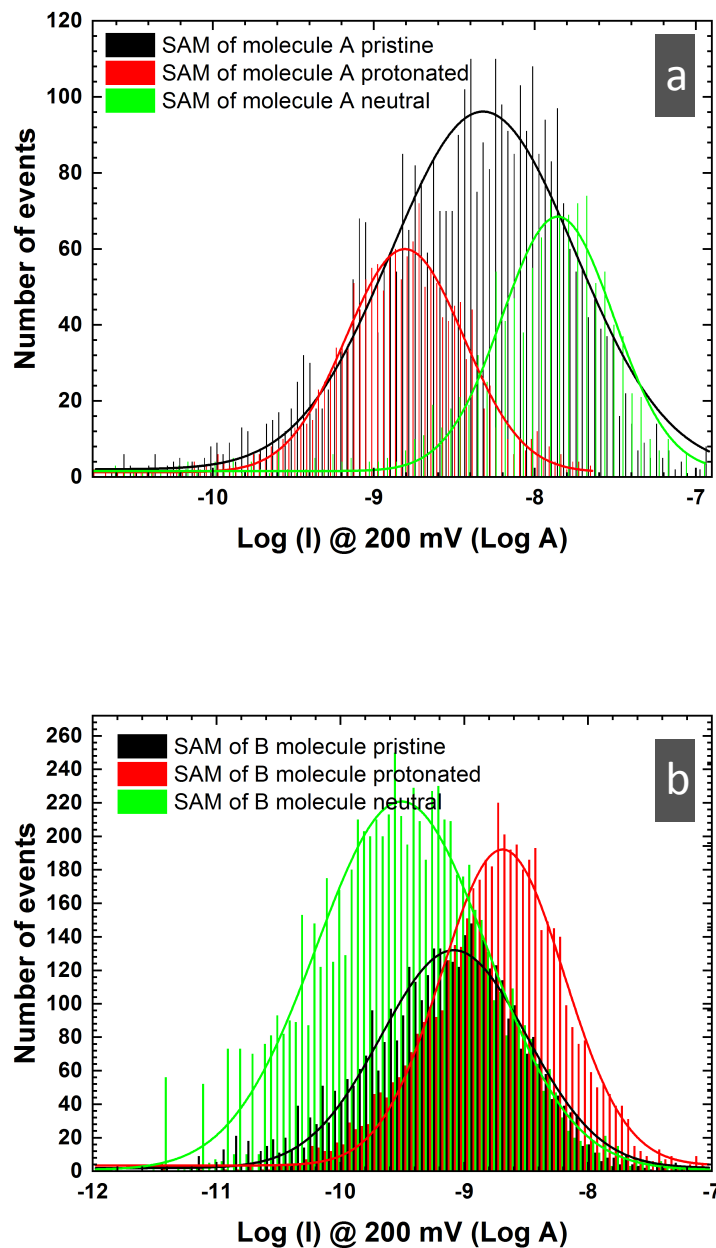 120
100
80
60
40
20
0
Number of events
SAM of molecule A pristine
SAM of molecule A protonated
SAM of molecule A neutral
a
-10
-9
-8
-7
Log (I) @ 200 mV (Log A)
260
240
220
200
180
160
140
120
100
80
60
40
20
0
Number of events
SAM of B molecule pristine
SAM of B molecule protonated
SAM of B molecule neutral
b
-12
-11
-10
-9
-8
-7
Log (I) @ 200 mV (Log A)